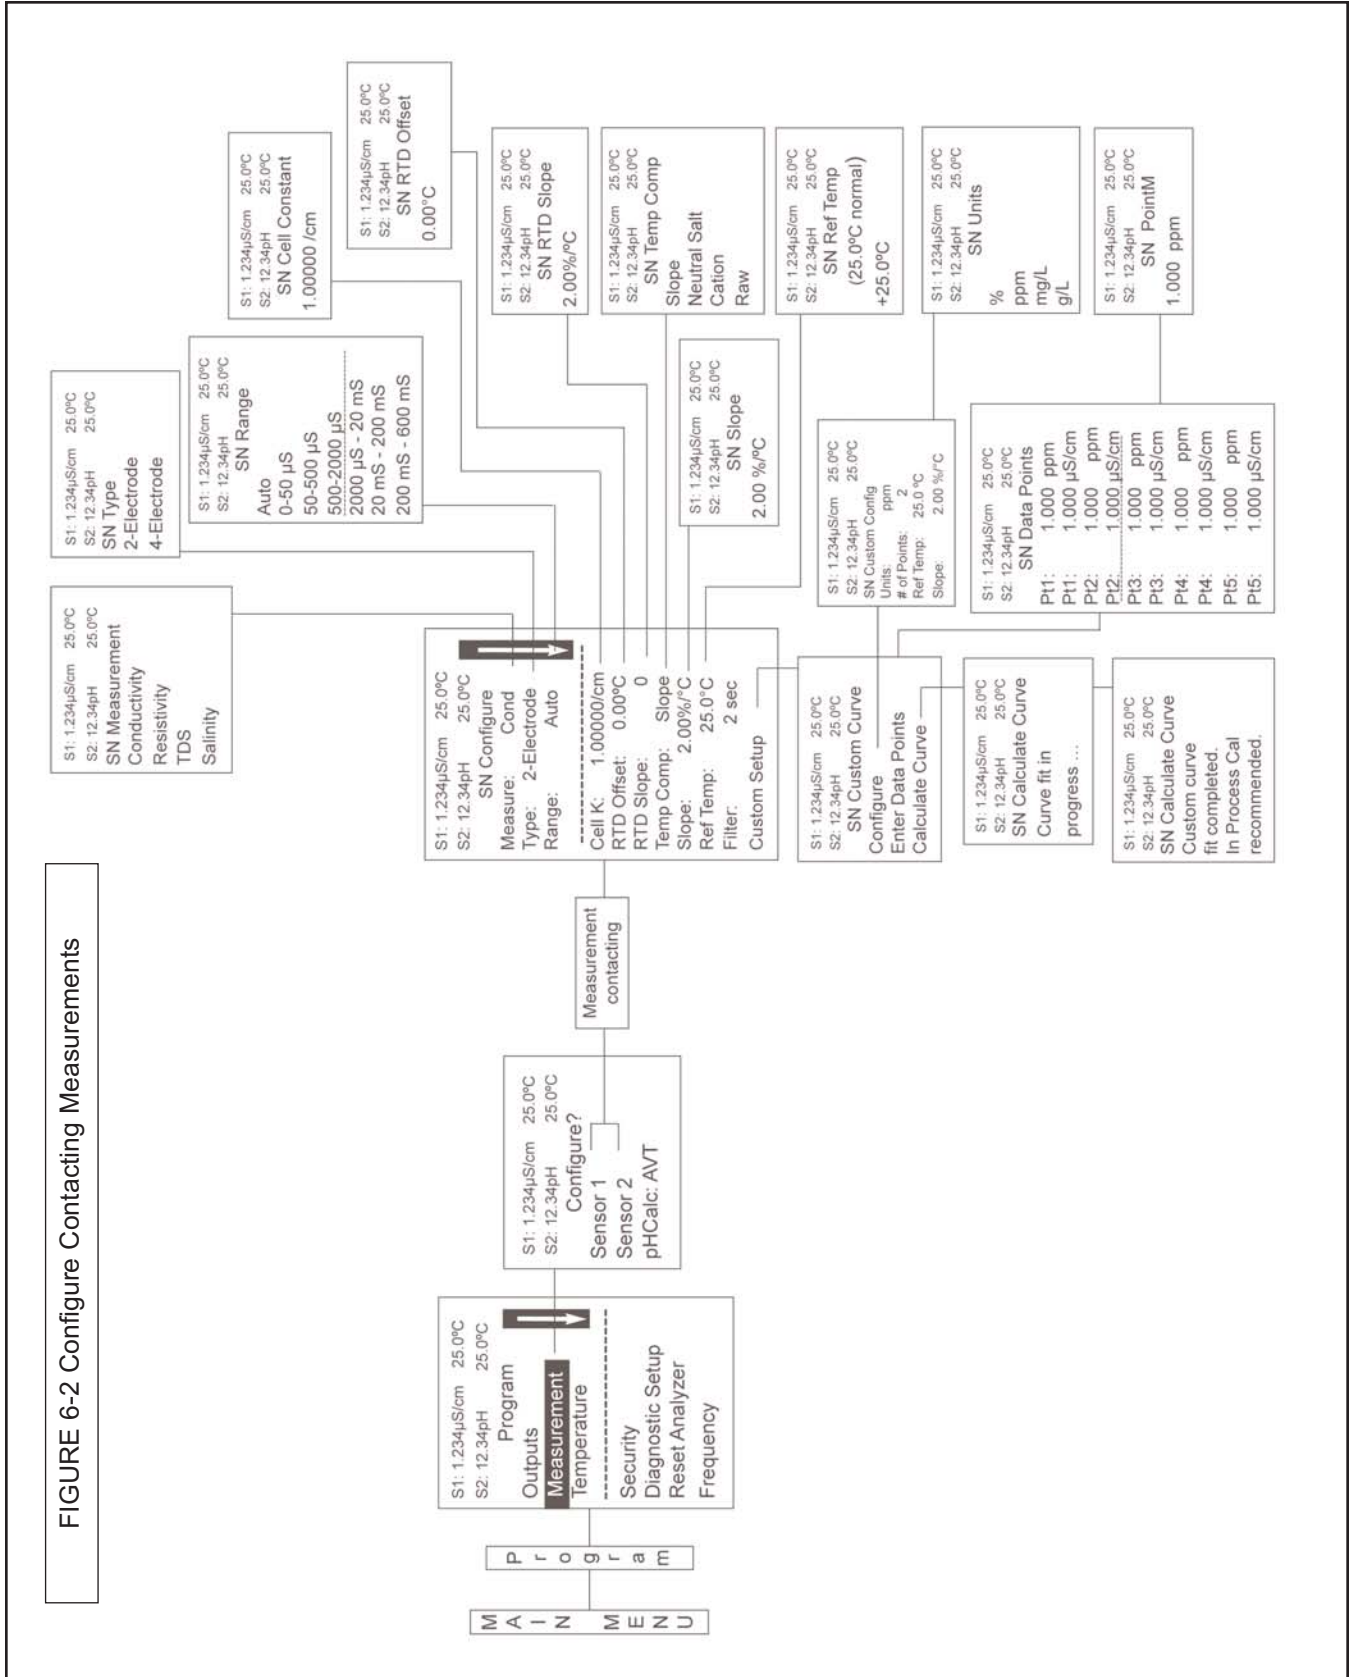 FIGURE 6-2 Configure Contacting Measurements
MAIN MENU
Program
S1: 1.234µS/cm 25.0ºC
S2: 12.34pH 25.0ºC
Program
Outputs
Measurement
Temperature
Security
Diagnostic Setup
Reset Analyzer
Frequency
S1: 1.234µS/cm 25.0ºC
S2: 12.34pH 25.0ºC
Configure?
Sensor 1
Sensor 2
pHCalc: AVT
Measurement
contacting
S1: 1.234µS/cm 25.0ºC
S2: 12.34pH 25.0ºC
SN Configure
Measure: Cond
Type: 2-Electrode
Range: Auto
Cell K: 1.00000/cm
RTD Offset: 0.00ºC
RTD Slope: 0
Temp Comp: Slope
Slope: 2.00%/°C
Ref Temp: 25.0°C
Filter: 2 sec
Custom Setup
S1: 1.234µS/cm 25.0ºC
S2: 12.34pH 25.0ºC
SN Measurement
Conductivity
Resistivity
TDS
Salinity
S1: 1.234µS/cm 25.0ºC
S2: 12.34pH 25.0ºC
SN Type
2-Electrode
4-Electrode
S1: 1.234µS/cm 25.0ºC
S2: 12.34pH 25.0ºC
SN Range
Auto
0-50 µS
50-500 µS
500-2000 µS
2000 µS - 20 mS
20 mS - 200 mS
200 mS - 600 mS
S1: 1.234µS/cm 25.0ºC
S2: 12.34pH 25.0ºC
SN Cell Constant
1.00000 /cm
S1: 1.234µS/cm 25.0ºC
S2: 12.34pH 25.0ºC
SN RTD Offset
0.00°C
S1: 1.234µS/cm 25.0ºC
S2: 12.34pH 25.0ºC
SN RTD Slope
2.00%/ºC
S1: 1.234µS/cm 25.0ºC
S2: 12.34pH 25.0ºC
SN Temp Comp
Slope
Neutral Salt
Cation
Raw
S1: 1.234µS/cm 25.0ºC
S2: 12.34pH 25.0ºC
SN Slope
2.00 %/ºC
S1: 1.234µS/cm 25.0ºC
S2: 12.34pH 25.0ºC
SN Ref Temp
(25.0ºC normal)
+25.0ºC
S1: 1.234µS/cm 25.0ºC
S2: 12.34pH 25.0ºC
SN Custom Curve
Configure
Enter Data Points
Calculate Curve
S1: 1.234µS/cm 25.0ºC
S2: 12.34pH 25.0ºC
SN Custom Config
Units: ppm
# of Points: 2
Ref Temp: 25.0 ºC
Slope: 2.00 %/°C
S1: 1.234µS/cm 25.0ºC
S2: 12.34pH 25.0ºC
SN Units
%
ppm
mg/L
g/L
S1: 1.234µS/cm 25.0ºC
S2: 12.34pH 25.0ºC
SN Data Points
Pt1: 1.000 ppm
Pt1: 1.000 µS/cm
Pt2: 1.000 ppm
Pt2: 1.000 µS/cm
Pt3: 1.000 ppm
Pt3: 1.000 µS/cm
Pt4: 1.000 ppm
Pt4: 1.000 µS/cm
Pt5: 1.000 ppm
Pt5: 1.000 µS/cm
S1: 1.234µS/cm 25.0ºC
S2: 12.34pH 25.0ºC
SN PointM
1.000 ppm
S1: 1.234µS/cm 25.0ºC
S2: 12.34pH 25.0ºC
SN Calculate Curve
Curve fit in
progress ...
S1: 1.234µS/cm 25.0ºC
S2: 12.34pH 25.0ºC
SN Calculate Curve
Custom curve
fit completed.
In Process Cal
recommended.